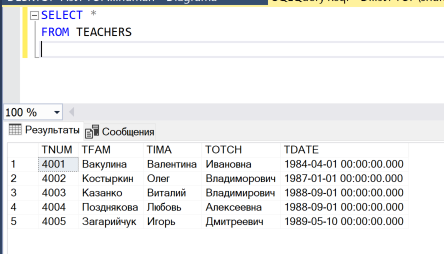 SELECT *
FROM TEACHERS
100 %
Результаты Сообщения
TNUM TFAM TIMA TOTCH TDATE
1 4001 Вакулина Валентина Ивановна 1984-04-01 00:00:00.000
2 4002 Костыркин Олег Владиморович 1987-01-01 00:00:00.000
3 4003 Казанко Виталий Владимирович 1988-09-01 00:00:00.000
4 4004 Позднякова Любовь Алексеевна 1988-09-01 00:00:00.000
5 4005 Загарийчук Игорь Дмитреевич 1989-05-10 00:00:00.000